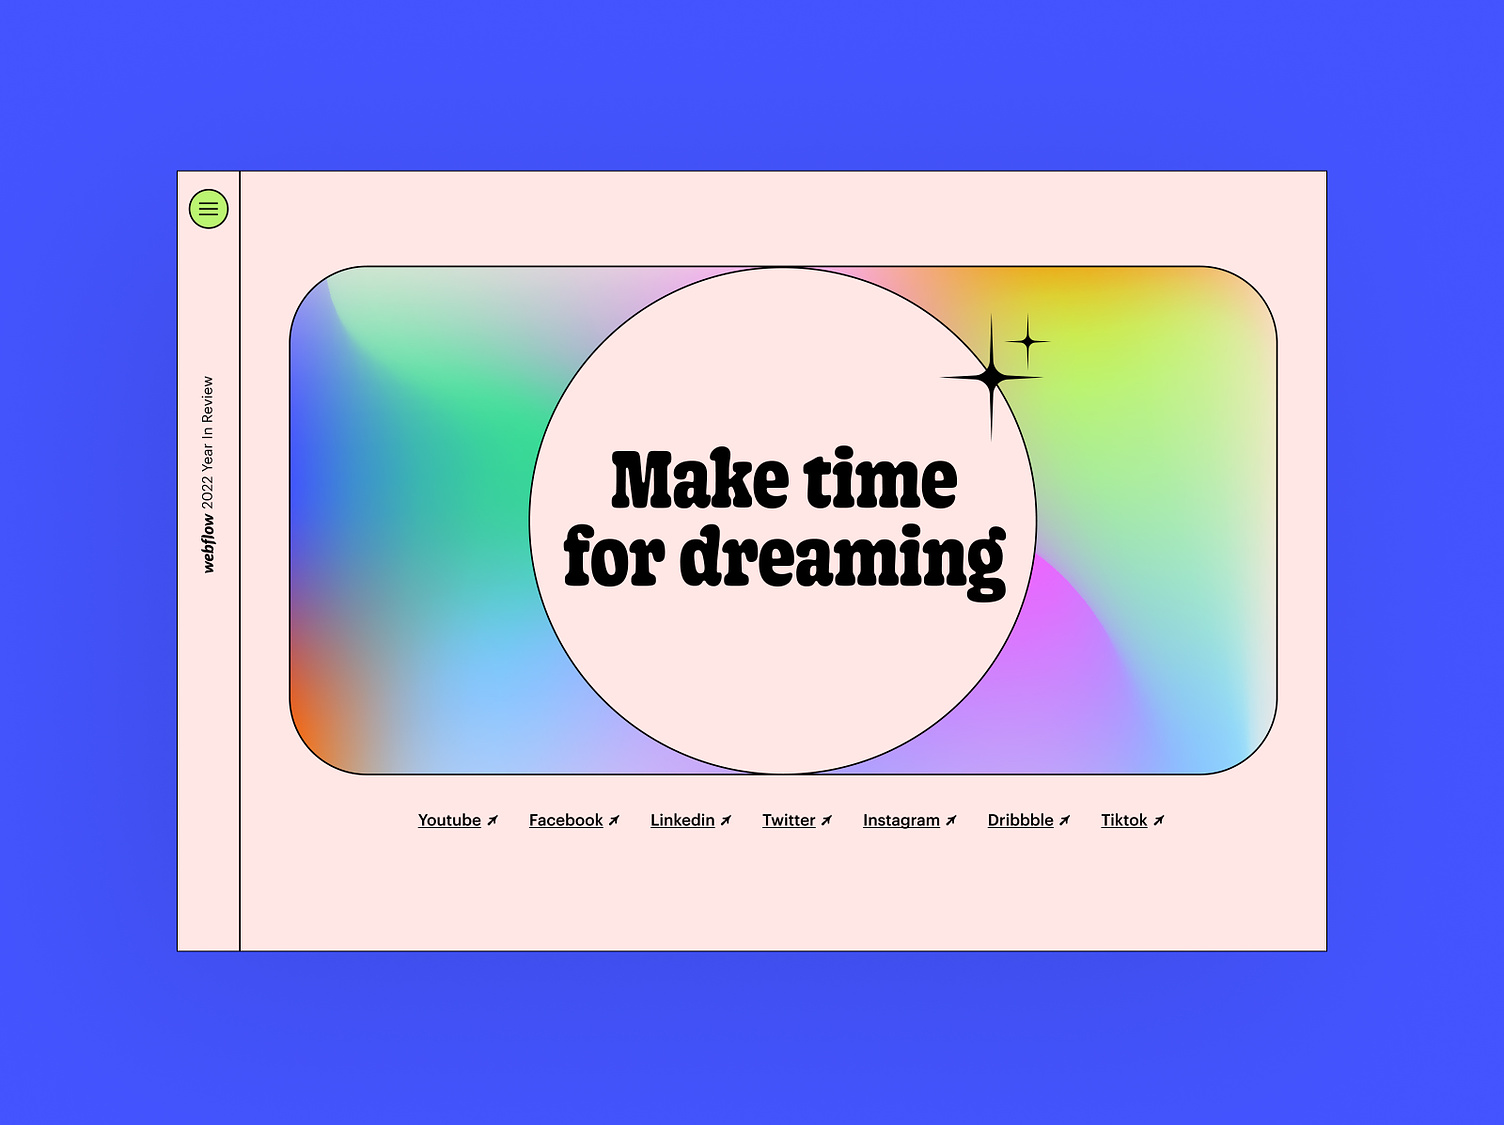 webflow 2022 Year In Review
Make time
for dreaming
Youtube Facebook Linkedin Twitter Instagram Dribbble Tiktok